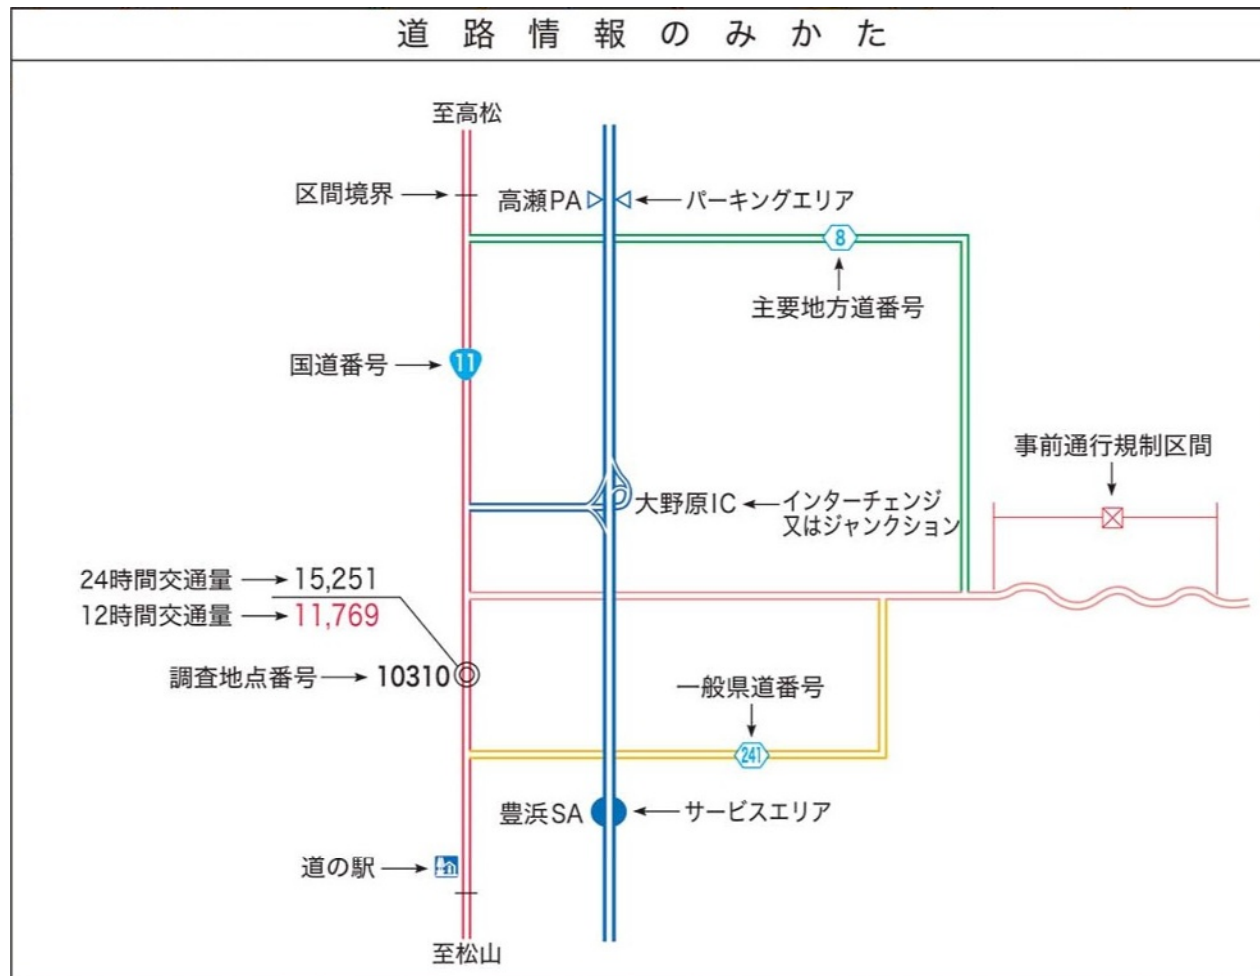 道路情報のみかた
至高松
区間境界
高瀬PA
パーキングエリア
8
主要地方道番号
国道番号
11
事前通行規制区間
大野原IC
インターチェンジ
又はジャンクション
24時間交通量
15,251
12時間交通量
11,769
調査地点番号
10310
一般県道番号
241
豊浜SA
サービスエリア
道の駅
至松山